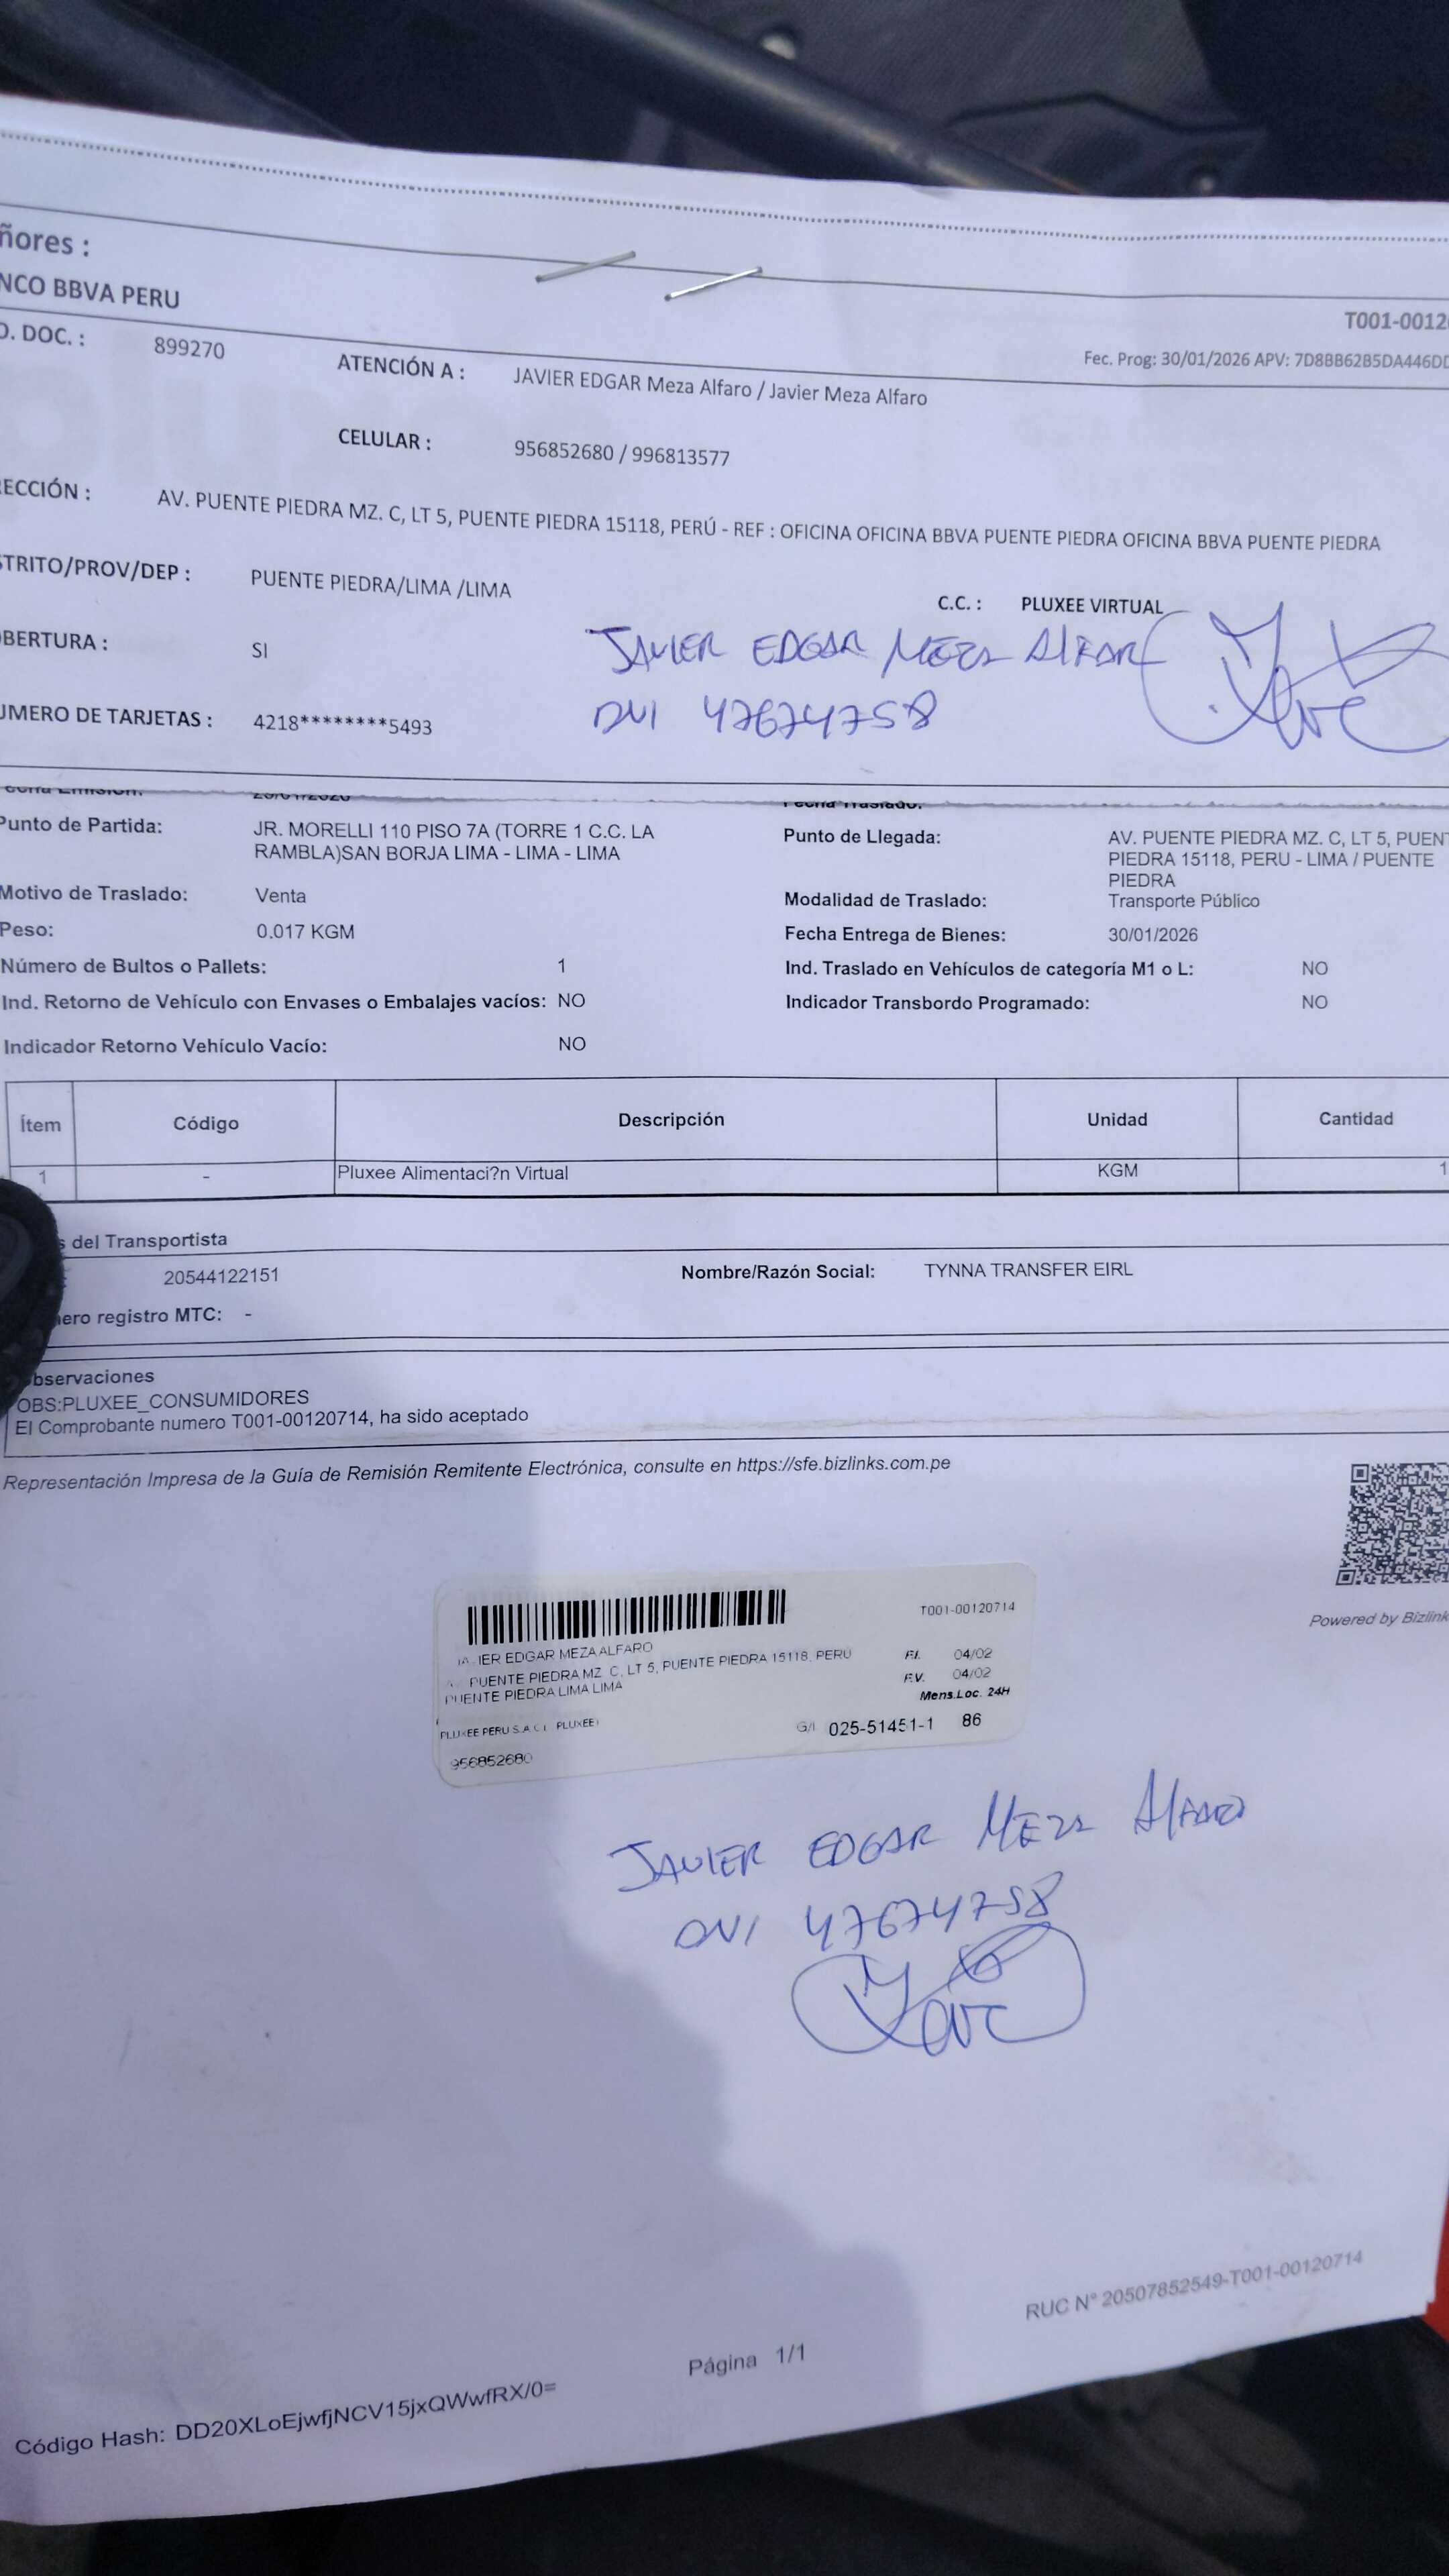 ñores :
NCO BBVA PERU
T001-0012
O. DOC. : 899270 ATENCIÓN A : JAVIER EDGAR Meza Alfaro / Javier Meza Alfaro
Fec. Prog: 30/01/2026 APV: 7D8BB62B5DA446D
CELULAR : 956852680 / 996813577
RECCIÓN : AV. PUENTE PIEDRA MZ. C, LT 5, PUENTE PIEDRA 15118, PERÚ - REF : OFICINA OFICINA BBVA PUENTE PIEDRA OFICINA BBVA PUENTE PIEDRA
STRITO/PROV/DEP : PUENTE PIEDRA/LIMA /LIMA
C.C. : PLUXEE VIRTUAL
OBERTURA : SI
JAVIER EDGAR MEZA Alfaro
UMERO DE TARJETAS : 4218********5493
DNI 47674758
Punto de Partida: JR. MORELLI 110 PISO 7A (TORRE 1 C.C. LA
RAMBLA)SAN BORJA LIMA - LIMA - LIMA
Punto de Llegada: AV. PUENTE PIEDRA MZ. C, LT 5, PUEN
PIEDRA 15118, PERU - LIMA / PUENTE
PIEDRA
Motivo de Traslado: Venta
Modalidad de Traslado: Transporte Público
Peso: 0.017 KGM
Fecha Entrega de Bienes: 30/01/2026
Número de Bultos o Pallets: 1
Ind. Traslado en Vehículos de categoría M1 o L: NO
Ind. Retorno de Vehículo con Envases o Embalajes vacíos: NO
Indicador Transbordo Programado: NO
Indicador Retorno Vehículo Vacío: NO
Ítem Código Descripción Unidad Cantidad
1 - Pluxee Alimentaci?n Virtual KGM 1
s del Transportista
20544122151 Nombre/Razón Social: TYNNA TRANSFER EIRL
ero registro MTC: -
bservaciones
OBS:PLUXEE_CONSUMIDORES
El Comprobante numero T001-00120714, ha sido aceptado
Representación Impresa de la Guía de Remisión Remitente Electrónica, consulte en https://sfe.bizlinks.com.pe
Powered by Bizlink
T001-00120714
IER EDGAR MEZA ALFARO
PUENTE PIEDRA MZ C, LT 5, PUENTE PIEDRA 15118, PERU
PUENTE PIEDRA LIMA LIMA
F.I. 04/02
F.V. 04/02
Mens.Loc. 24H
PLUXEE PERU S.A.C ( PLUXEE)
G/I 025-51451-1 86
956852680
JAVIER EDGAR MEZA Alfaro
DNI 47674758
RUC N° 20507852549-T001-00120714
Página 1/1
Código Hash: DD20XLoEjwfjNCV15jxQWwfRX/0=